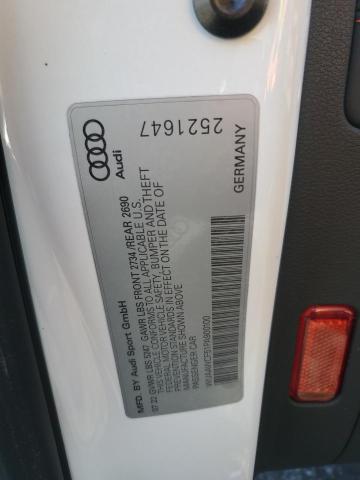 Audi
2521647
GERMANY
MFD. BY Audi Sport GmbH
07 22 GVWR LBS 5247 GAWR LBS FRONT 2734/REAR 2690
THIS VEHICLE CONFORMS TO ALL APPLICABLE U.S.
FEDERAL MOTOR VEHICLE SAFETY, BUMPER AND THEFT
PREVENTION STANDARDS IN EFFECT ON THE DATE OF
MANUFACTURE SHOWN ABOVE.
PASSENGER CAR